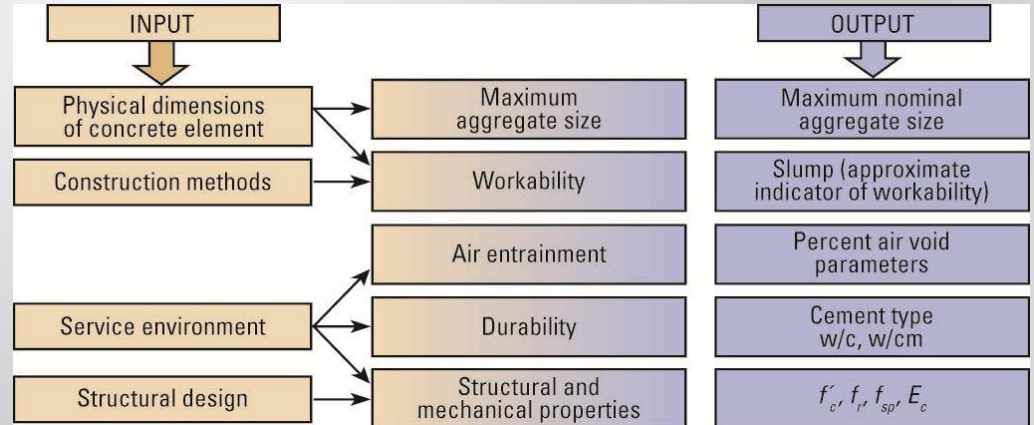 INPUT
OUTPUT
Physical dimensions
of concrete element
Maximum
aggregate size
Maximum nominal
aggregate size
Construction methods
Workability
Slump (approximate
indicator of workability)
Air entrainment
Percent air void
parameters
Service environment
Durability
Cement type
w/c, w/cm
Structural design
Structural and
mechanical properties
f′c, fr, fsp, Ec